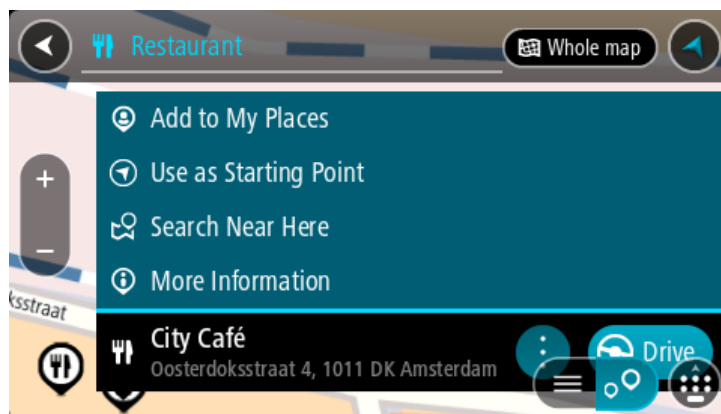 Restaurant
Whole map
Add to My Places
Use as Starting Point
Search Near Here
More Information
ksstraat
City Café
Oosterdoksstraat 4, 1011 DK Amsterdam
Drive